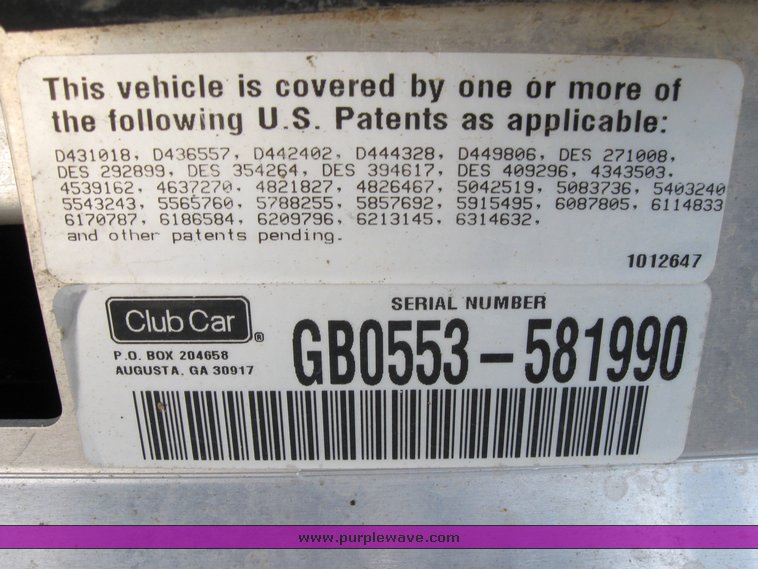 This vehicle is covered by one or more of
the following U.S. Patents as applicable:
D431018, D436557, D442402, D444328, D449806, DES 271008,
DES 292899, DES 354264, DES 394617, DES 409296, 4343503,
4539162, 4637270, 4821827, 4826467, 5042519, 5083736, 5403240
5543243, 5565760, 5788255, 5857692, 5915495, 6087805, 6114833
6170787, 6186584, 6209796, 6213145, 6314632,
and other patents pending.
1012647
Club Car®
P.O. BOX 204658
AUGUSTA, GA 30917
SERIAL NUMBER
GB0553-581990
www.purplewave.com